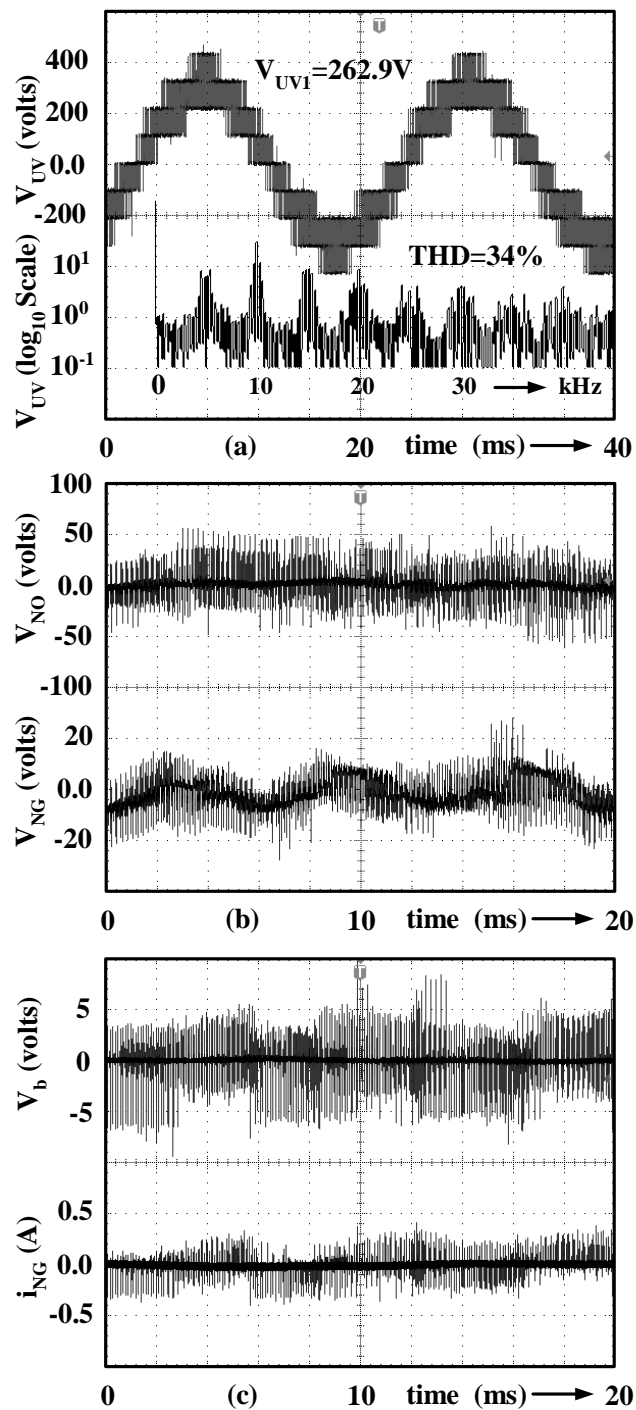 V_UV (volts)
400
200
0.0
-200
V_UV1=262.9V
T
THD=34%
V_UV (log_10 Scale)
10^1
10^0
10^-1
0 10 20 30 kHz
0 (a) 20 time (ms) 40
V_NO (volts)
100
50
0.0
-50
-100
T
V_NG (volts)
20
0.0
-20
0 (b) 10 time (ms) 20
V_b (volts)
5
0
-5
T
i_NG (A)
0.5
0.0
-0.5
0 (c) 10 time (ms) 20